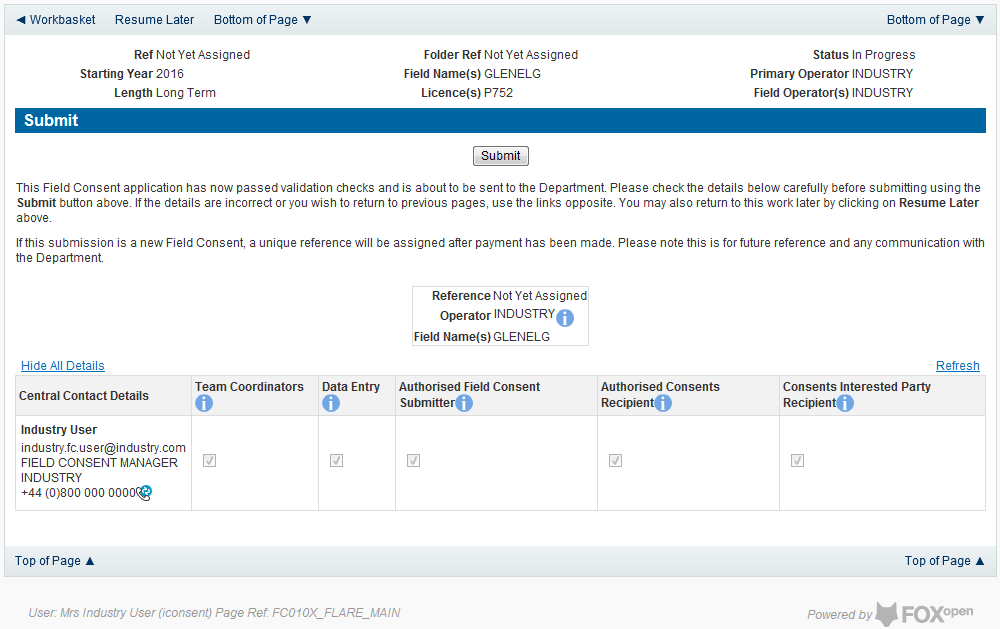 ◄ Workbasket Resume Later Bottom of Page ▼ Bottom of Page ▼
Ref Not Yet Assigned Folder Ref Not Yet Assigned Status In Progress
Starting Year 2016 Field Name(s) GLENELG Primary Operator INDUSTRY
Length Long Term Licence(s) P752 Field Operator(s) INDUSTRY
Submit
Submit
This Field Consent application has now passed validation checks and is about to be sent to the Department. Please check the details below carefully before submitting using the
Submit button above. If the details are incorrect or you wish to return to previous pages, use the links opposite. You may also return to this work later by clicking on Resume Later
above.
If this submission is a new Field Consent, a unique reference will be assigned after payment has been made. Please note this is for future reference and any communication with
the Department.
Reference Not Yet Assigned
Operator INDUSTRY
Field Name(s) GLENELG
Hide All Details Refresh
Central Contact Details
Team Coordinators
Data Entry
Authorised Field Consent
Submitter
Authorised Consents
Recipient
Consents Interested Party
Recipient
Industry User
industry.fc.user@industry.com
FIELD CONSENT MANAGER
INDUSTRY
+44 (0)800 000 0000
Top of Page ▲ Top of Page ▲
User: Mrs Industry User (iconsent) Page Ref: FC010X_FLARE_MAIN
Powered by FOXopen